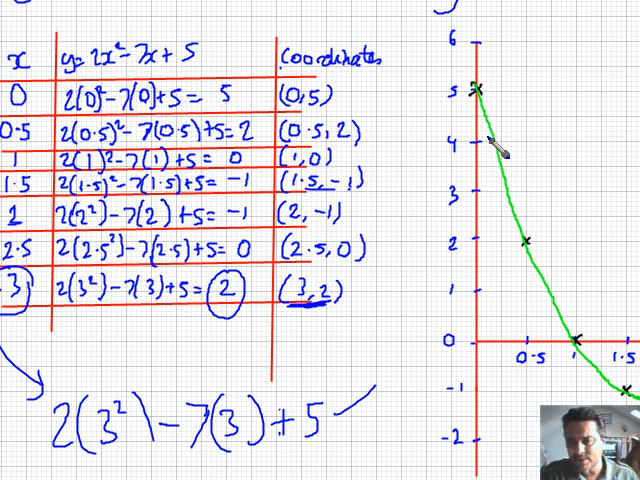 x y=2x²-7x+5 Coordinates
0 2(0)²-7(0)+5= 5 (0,5)
0.5 2(0.5)²-7(0.5)+5=2 (0.5,2)
1 2(1)²-7(1)+5= 0 (1,0)
1.5 2(1.5)²-7(1.5)+5=-1 (1.5,-1)
2 2(2²)-7(2)+5=-1 (2,-1)
2.5 2(2.5²)-7(2.5)+5=0 (2.5,0)
3 2(3²)-7(3)+5=2 (3,2)
2(3²)-7(3)+5
6
5
4
3
2
1
0
0.5 1 1.5
-1
-2